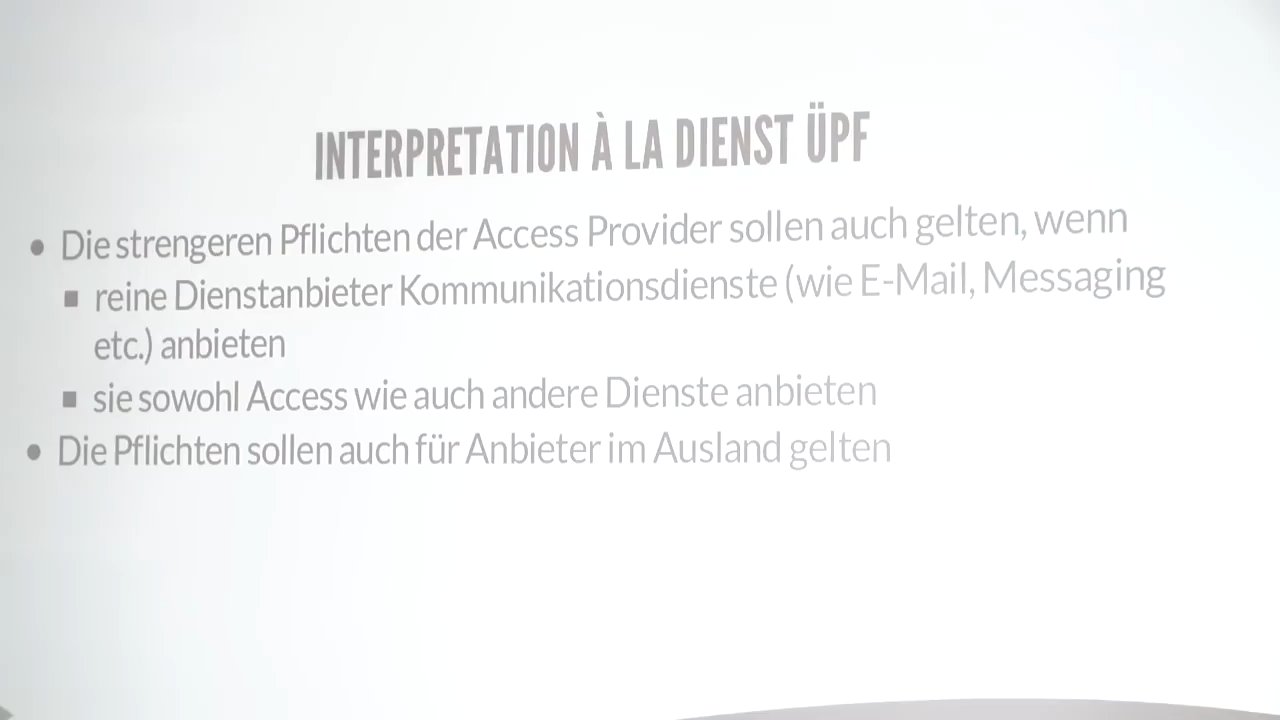 INTERPRETATION À LA DIENST ÜPF
• Die strengeren Pflichten der Access Provider sollen auch gelten, wenn
▪ reine Dienstanbieter Kommunikationsdienste (wie E-Mail, Messaging
etc.) anbieten
▪ sie sowohl Access wie auch andere Dienste anbieten
• Die Pflichten sollen auch für Anbieter im Ausland gelten